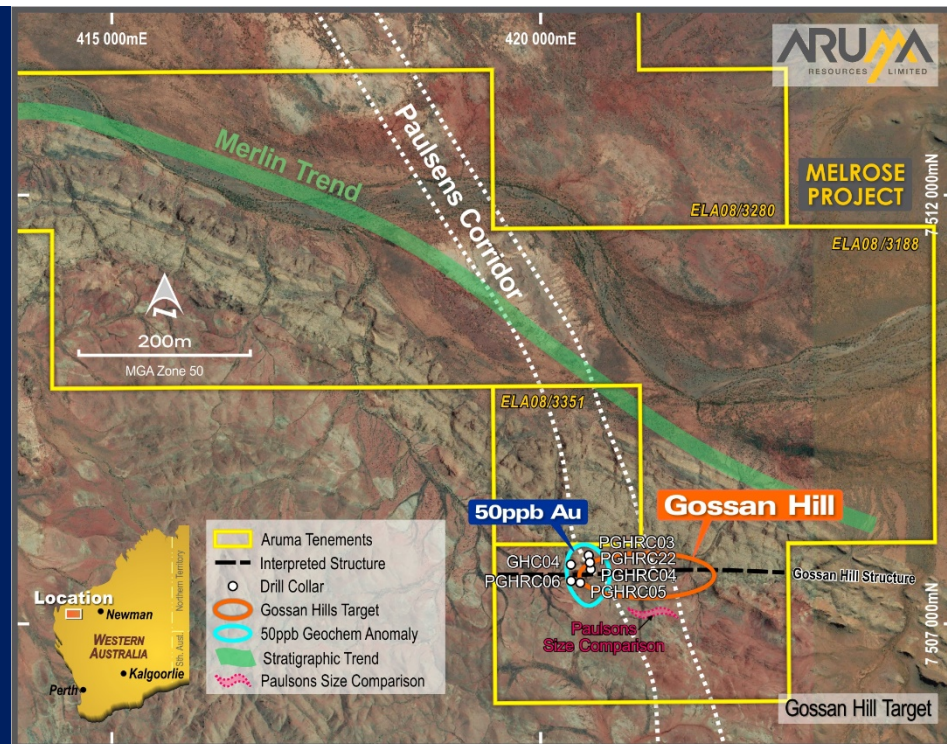 415 000mE
420 000mE
ARUMA
RESOURCES LIMITED
Paulsens Corridor
Merlin Trend
MELROSE
PROJECT
7 512 000mN
ELA08/3280
ELA08/3188
200m
MGA Zone 50
ELA08/3351
50ppb Au
Gossan Hill
PGHRC03
GHC04
PGHRC22
PGHRC06
PGHRC04
PGHRC05
Gossan Hill Structure
Paulsons
Size Comparison
7 507 000mN
Gossan Hill Target
Aruma Tenements
Interpreted Structure
Drill Collar
Gossan Hills Target
50ppb Geochem Anomaly
Stratigraphic Trend
Paulsons Size Comparison
Location
Newman
WESTERN
AUSTRALIA
Kalgoorlie
Perth
Northern Territory
Sth. Aust.